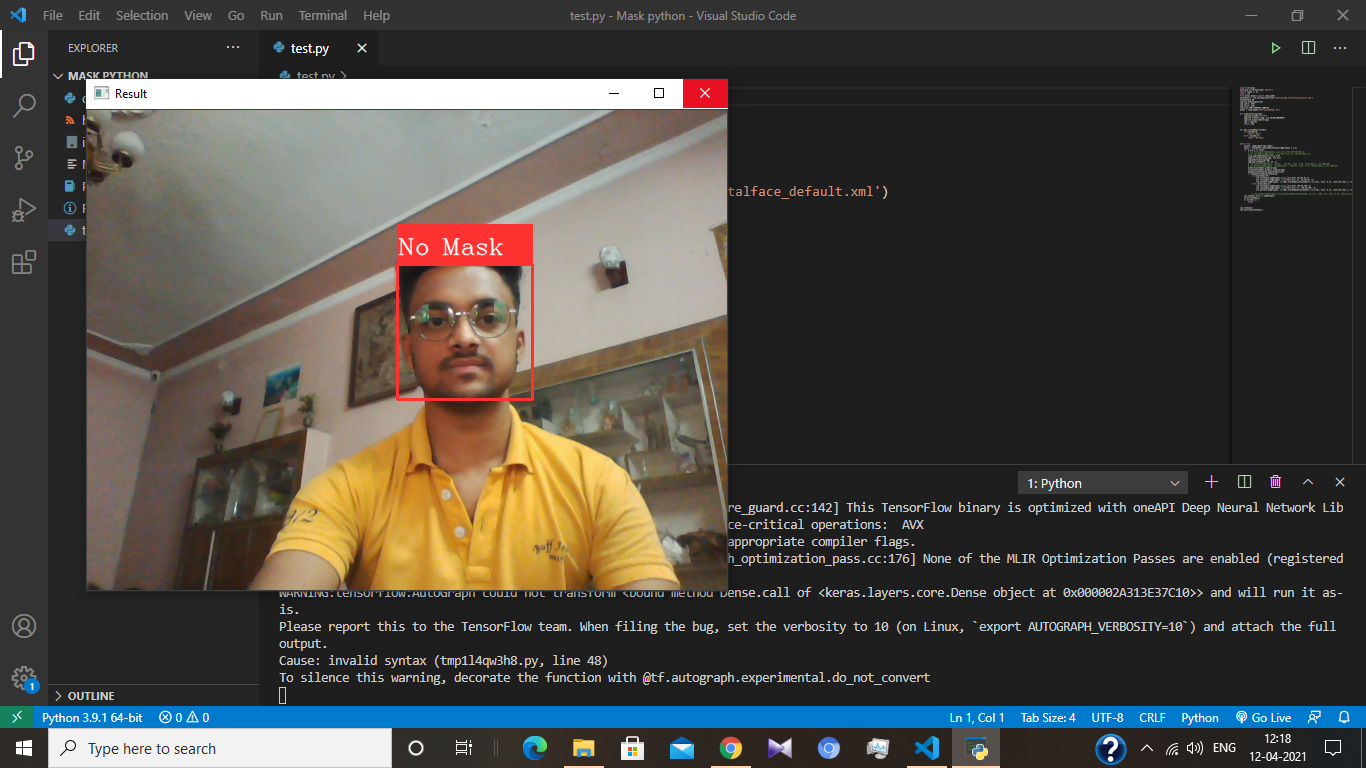 File Edit Selection View Go Run Terminal Help
test.py - Mask python - Visual Studio Code
EXPLORER
test.py
MASK PYTHON
test.py
Result
talface_default.xml')
No Mask
Buff
1: Python
re_guard.cc:142] This TensorFlow binary is optimized with oneAPI Deep Neural Network Lib
ce-critical operations: AVX
appropriate compiler flags.
h_optimization_pass.cc:176] None of the MLIR Optimization Passes are enabled (registered
WARNING:tensorflow:AutoGraph could not transform <bound method Dense.call of <keras.layers.core.Dense object at 0x000002A313E37C10>> and will run it as-
is.
Please report this to the TensorFlow team. When filing the bug, set the verbosity to 10 (on Linux, `export AUTOGRAPH_VERBOSITY=10`) and attach the full
output.
Cause: invalid syntax (tmp1l4qw3h8.py, line 48)
To silence this warning, decorate the function with @tf.autograph.experimental.do_not_convert
OUTLINE
1
Python 3.9.1 64-bit 0 0
Ln 1, Col 1 Tab Size: 4 UTF-8 CRLF Python Go Live
Type here to search
ENG
12:18
12-04-2021